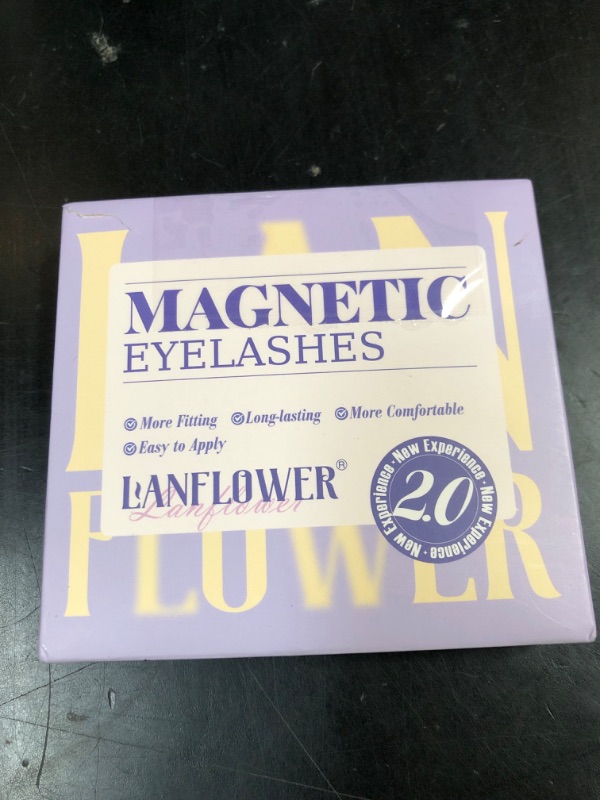 LAN
MAGNETIC
EYELASHES
More Fitting Long-lasting More Comfortable
Easy to Apply
LANFLOWER®
Lanflower
New Experience · New Experience · New Experience ·
2.0
FLOWER